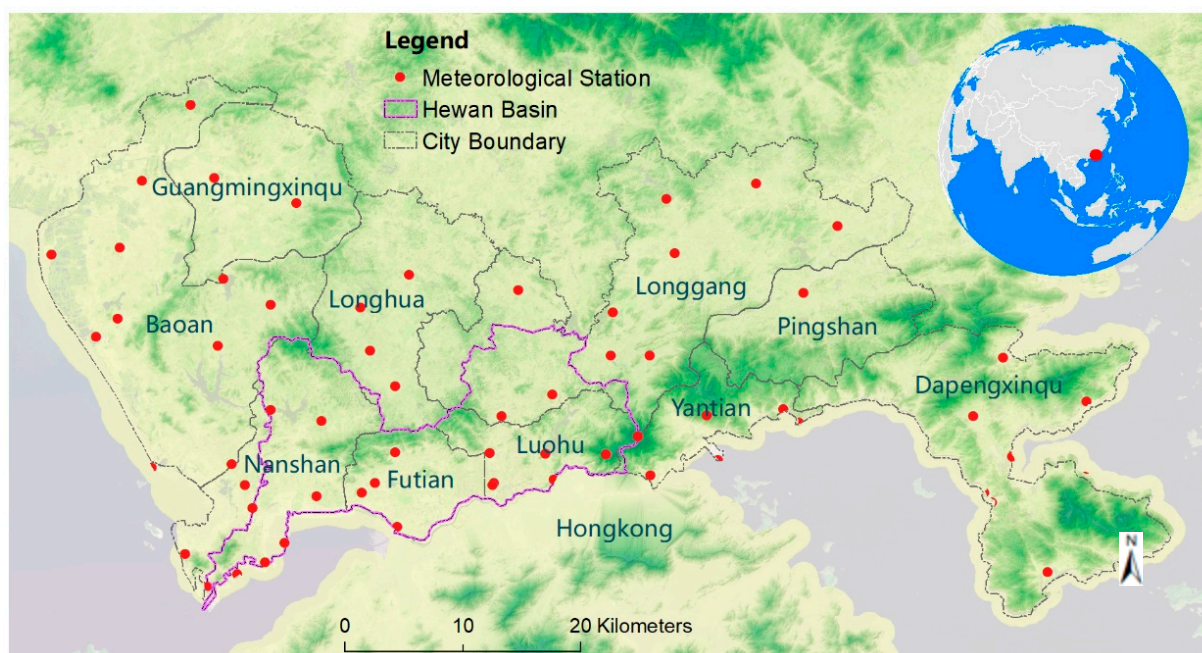 Legend
Meteorological Station
Hewan Basin
City Boundary
Guangmingxinqu
Longhua
Longgang
Baoan
Pingshan
Dapengxinqu
Yantian
Luohu
Nanshan
Futian
Hongkong
N
0 10 20 Kilometers